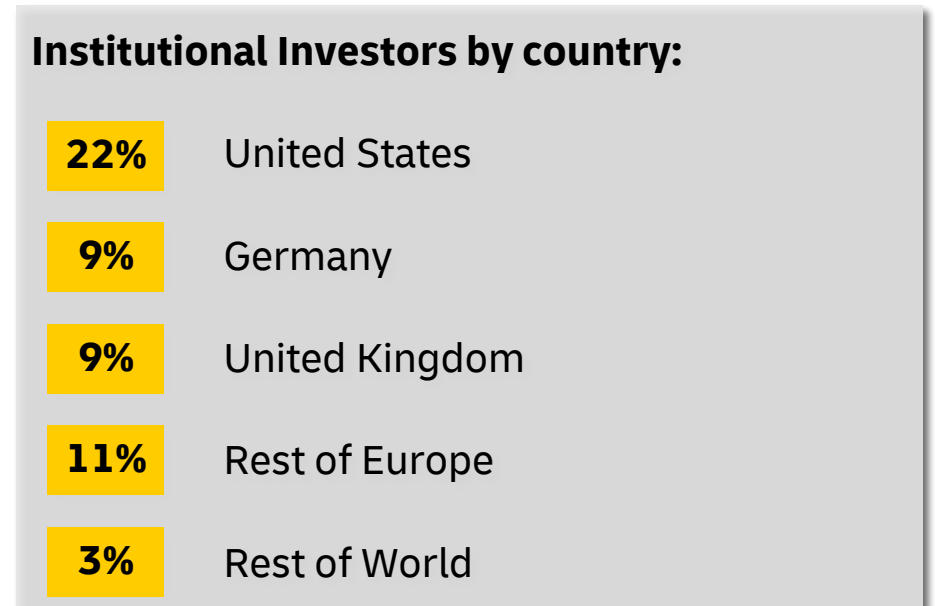 Institutional Investors by country:
22% United States
9% Germany
9% United Kingdom
11% Rest of Europe
3% Rest of World